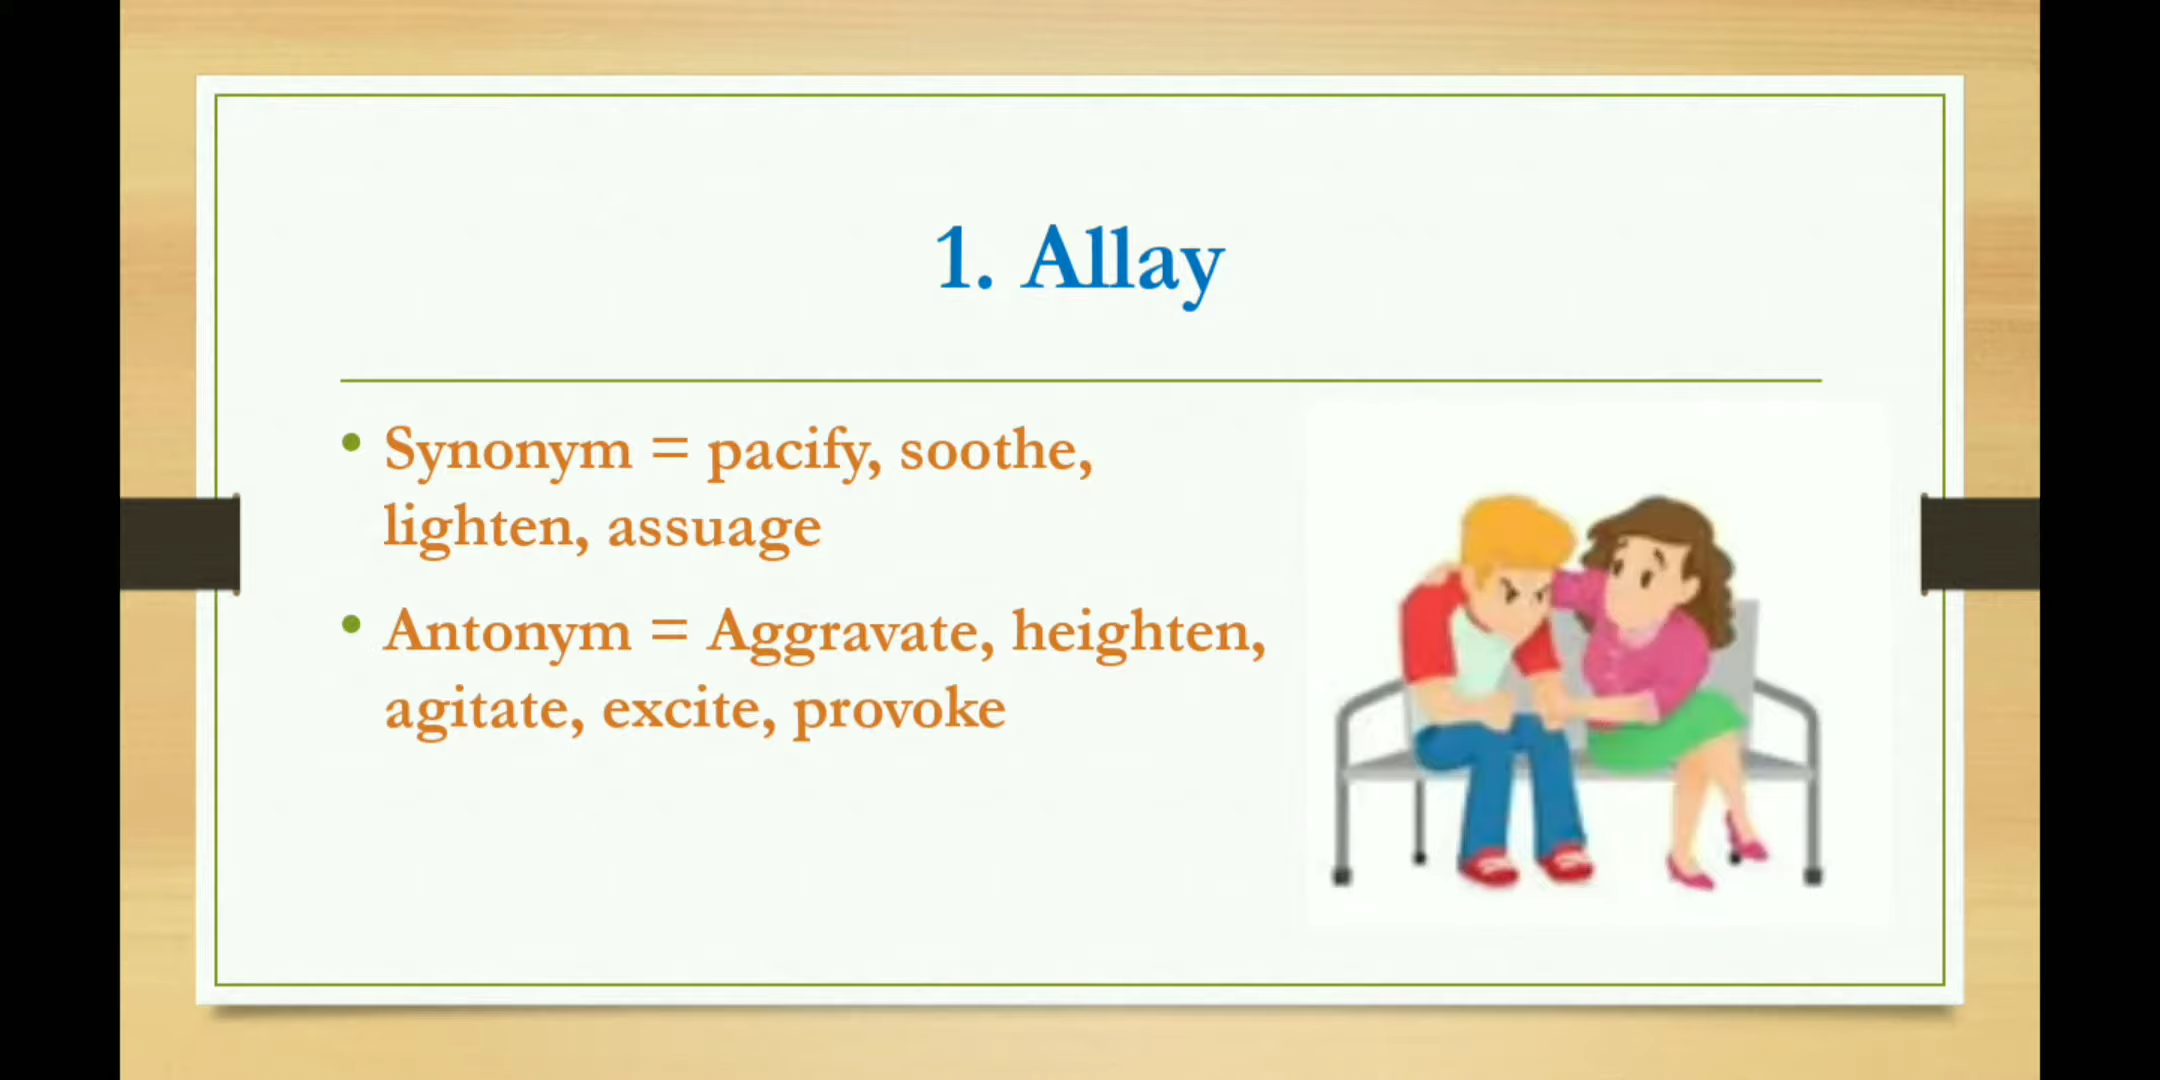 1. Allay
• Synonym = pacify, soothe,
lighten, assuage
• Antonym = Aggravate, heighten,
agitate, excite, provoke